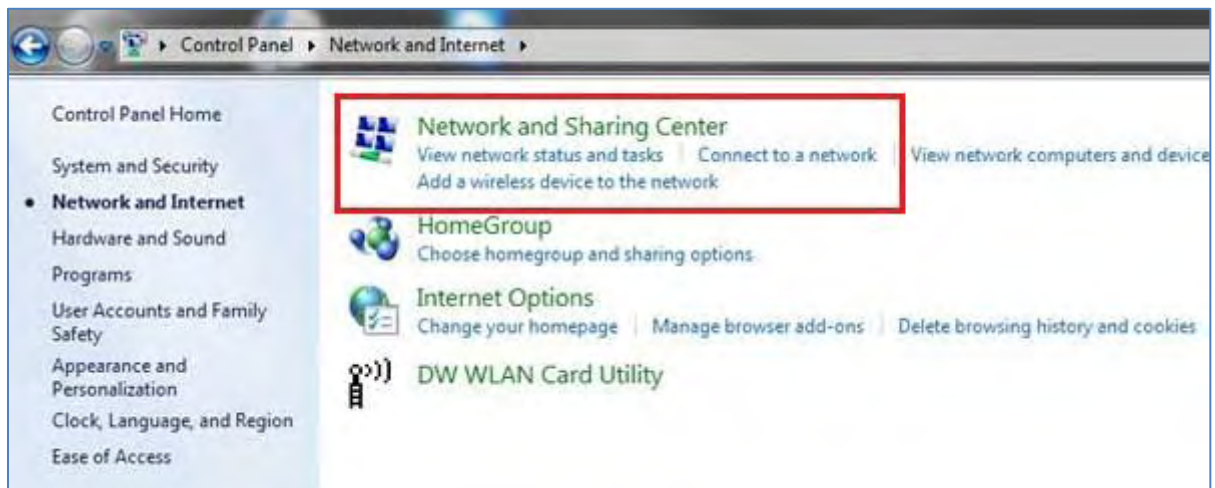 Control Panel Network and Internet
Control Panel Home
System and Security
Network and Internet
Hardware and Sound
Programs
User Accounts and Family
Safety
Appearance and
Personalization
Clock, Language, and Region
Ease of Access
Network and Sharing Center
View network status and tasks Connect to a network View network computers and device
Add a wireless device to the network
HomeGroup
Choose homegroup and sharing options
Internet Options
Change your homepage Manage browser add-ons Delete browsing history and cookies
DW WLAN Card Utility